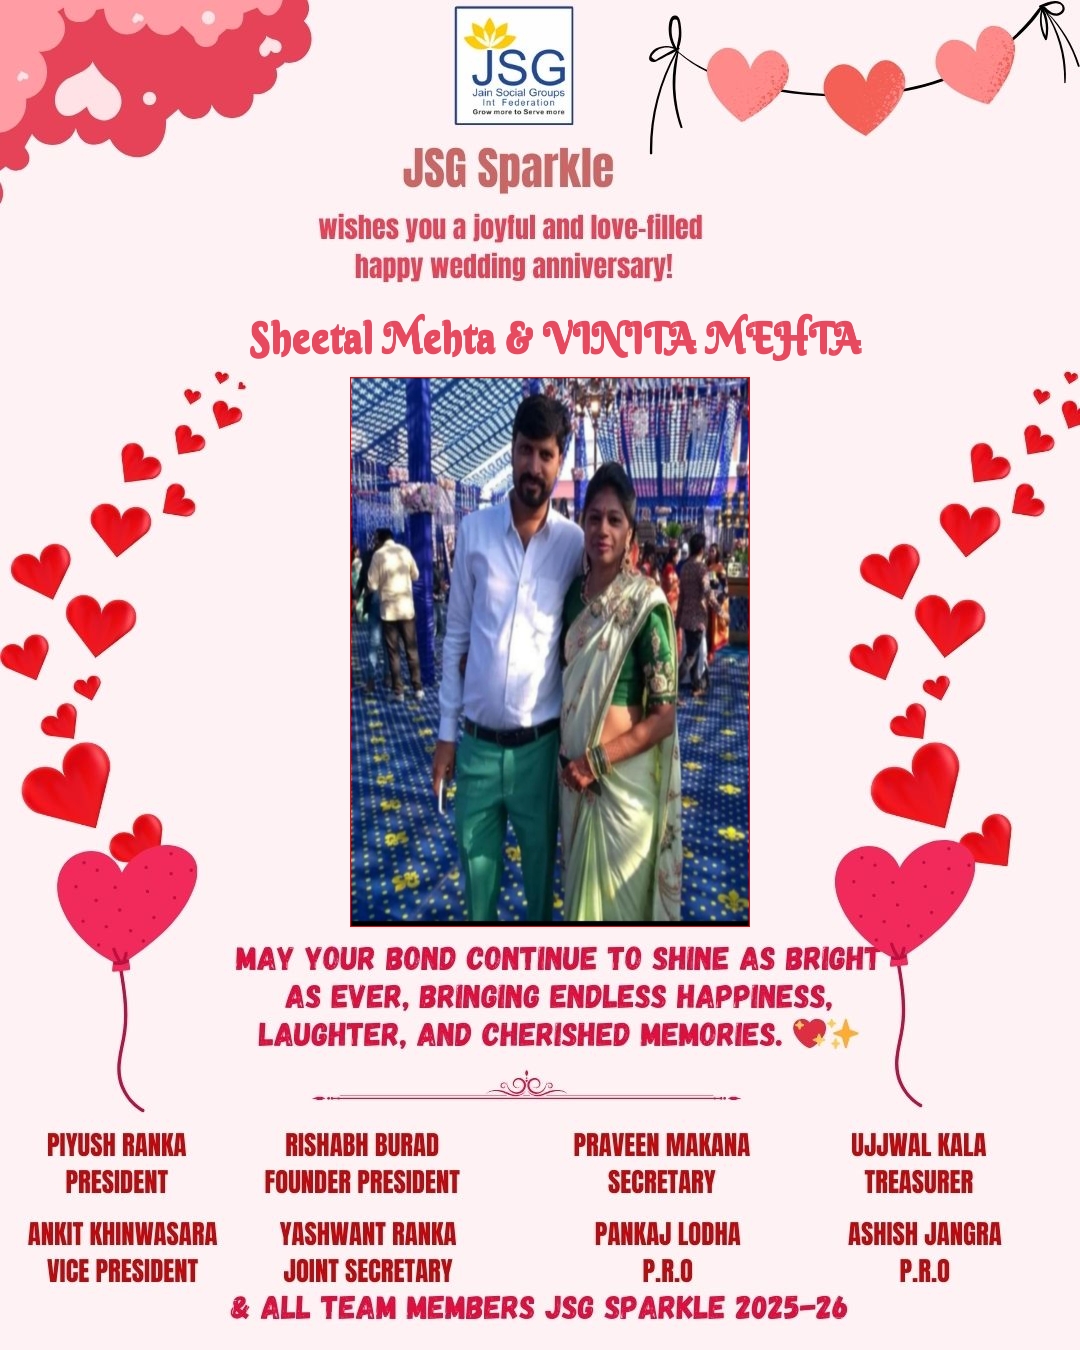 JSG
Jain Social Groups
Int Federation
Grow more to Serve more
JSG Sparkle
wishes you a joyful and love-filled
happy wedding anniversary!
Sheetal Mehta & VINITA MEHTA
MAY YOUR BOND CONTINUE TO SHINE AS BRIGHT
AS EVER, BRINGING ENDLESS HAPPINESS,
LAUGHTER, AND CHERISHED MEMORIES. 💖✨
PIYUSH RANKA
PRESIDENT
RISHABH BURAD
FOUNDER PRESIDENT
PRAVEEN MAKANA
SECRETARY
UJJWAL KALA
TREASURER
ANKIT KHINWASARA
VICE PRESIDENT
YASHWANT RANKA
JOINT SECRETARY
PANKAJ LODHA
P.R.O
ASHISH JANGRA
P.R.O
& ALL TEAM MEMBERS JSG SPARKLE 2025-26